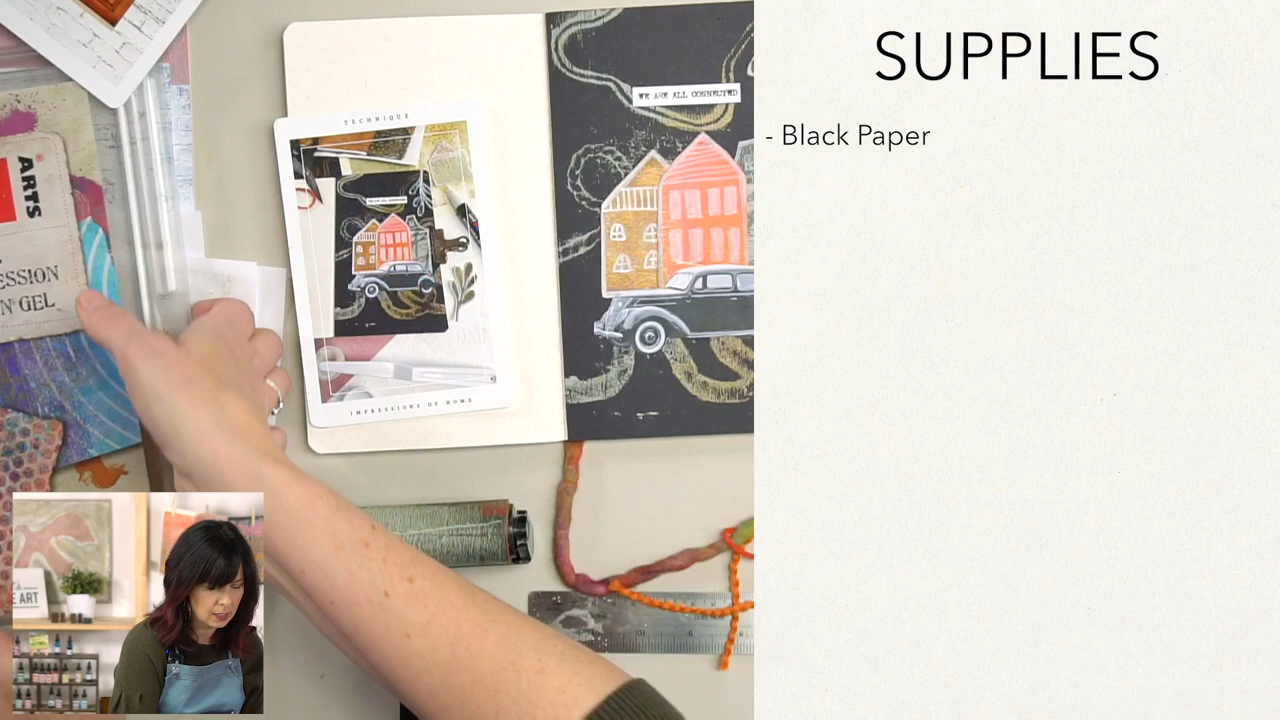 SUPPLIES
- Black Paper
WE ARE ALL CONNECTED
TECHNIQUE
IMPRESSIONS OF HOME
ARTS
®
ESSION
N' GEL
E ART